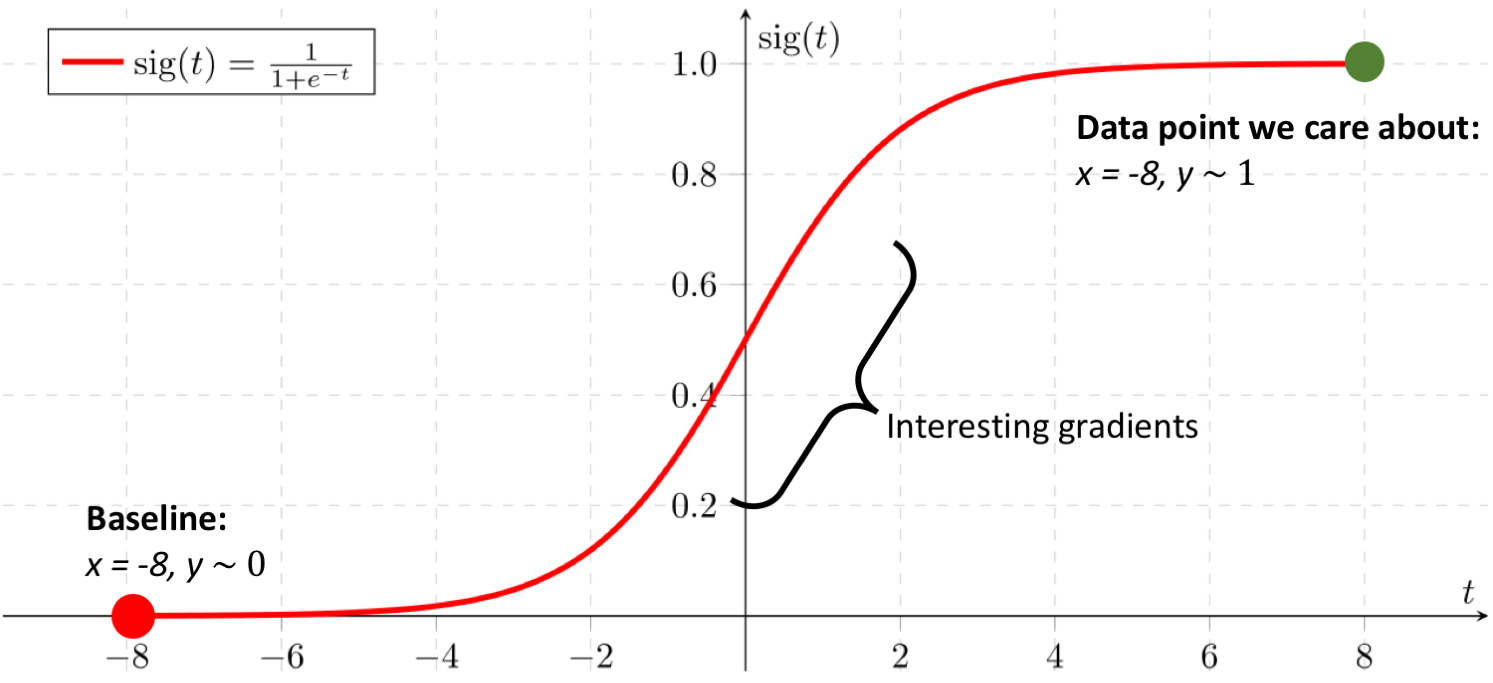 sig(t) = 1/(1+e^{-t})
sig(t)
1.0
Data point we care about:
x = -8, y ~ 1
0.8
0.6
0.4
Interesting gradients
0.2
Baseline:
x = -8, y ~ 0
t
−8 −6 −4 −2 2 4 6 8